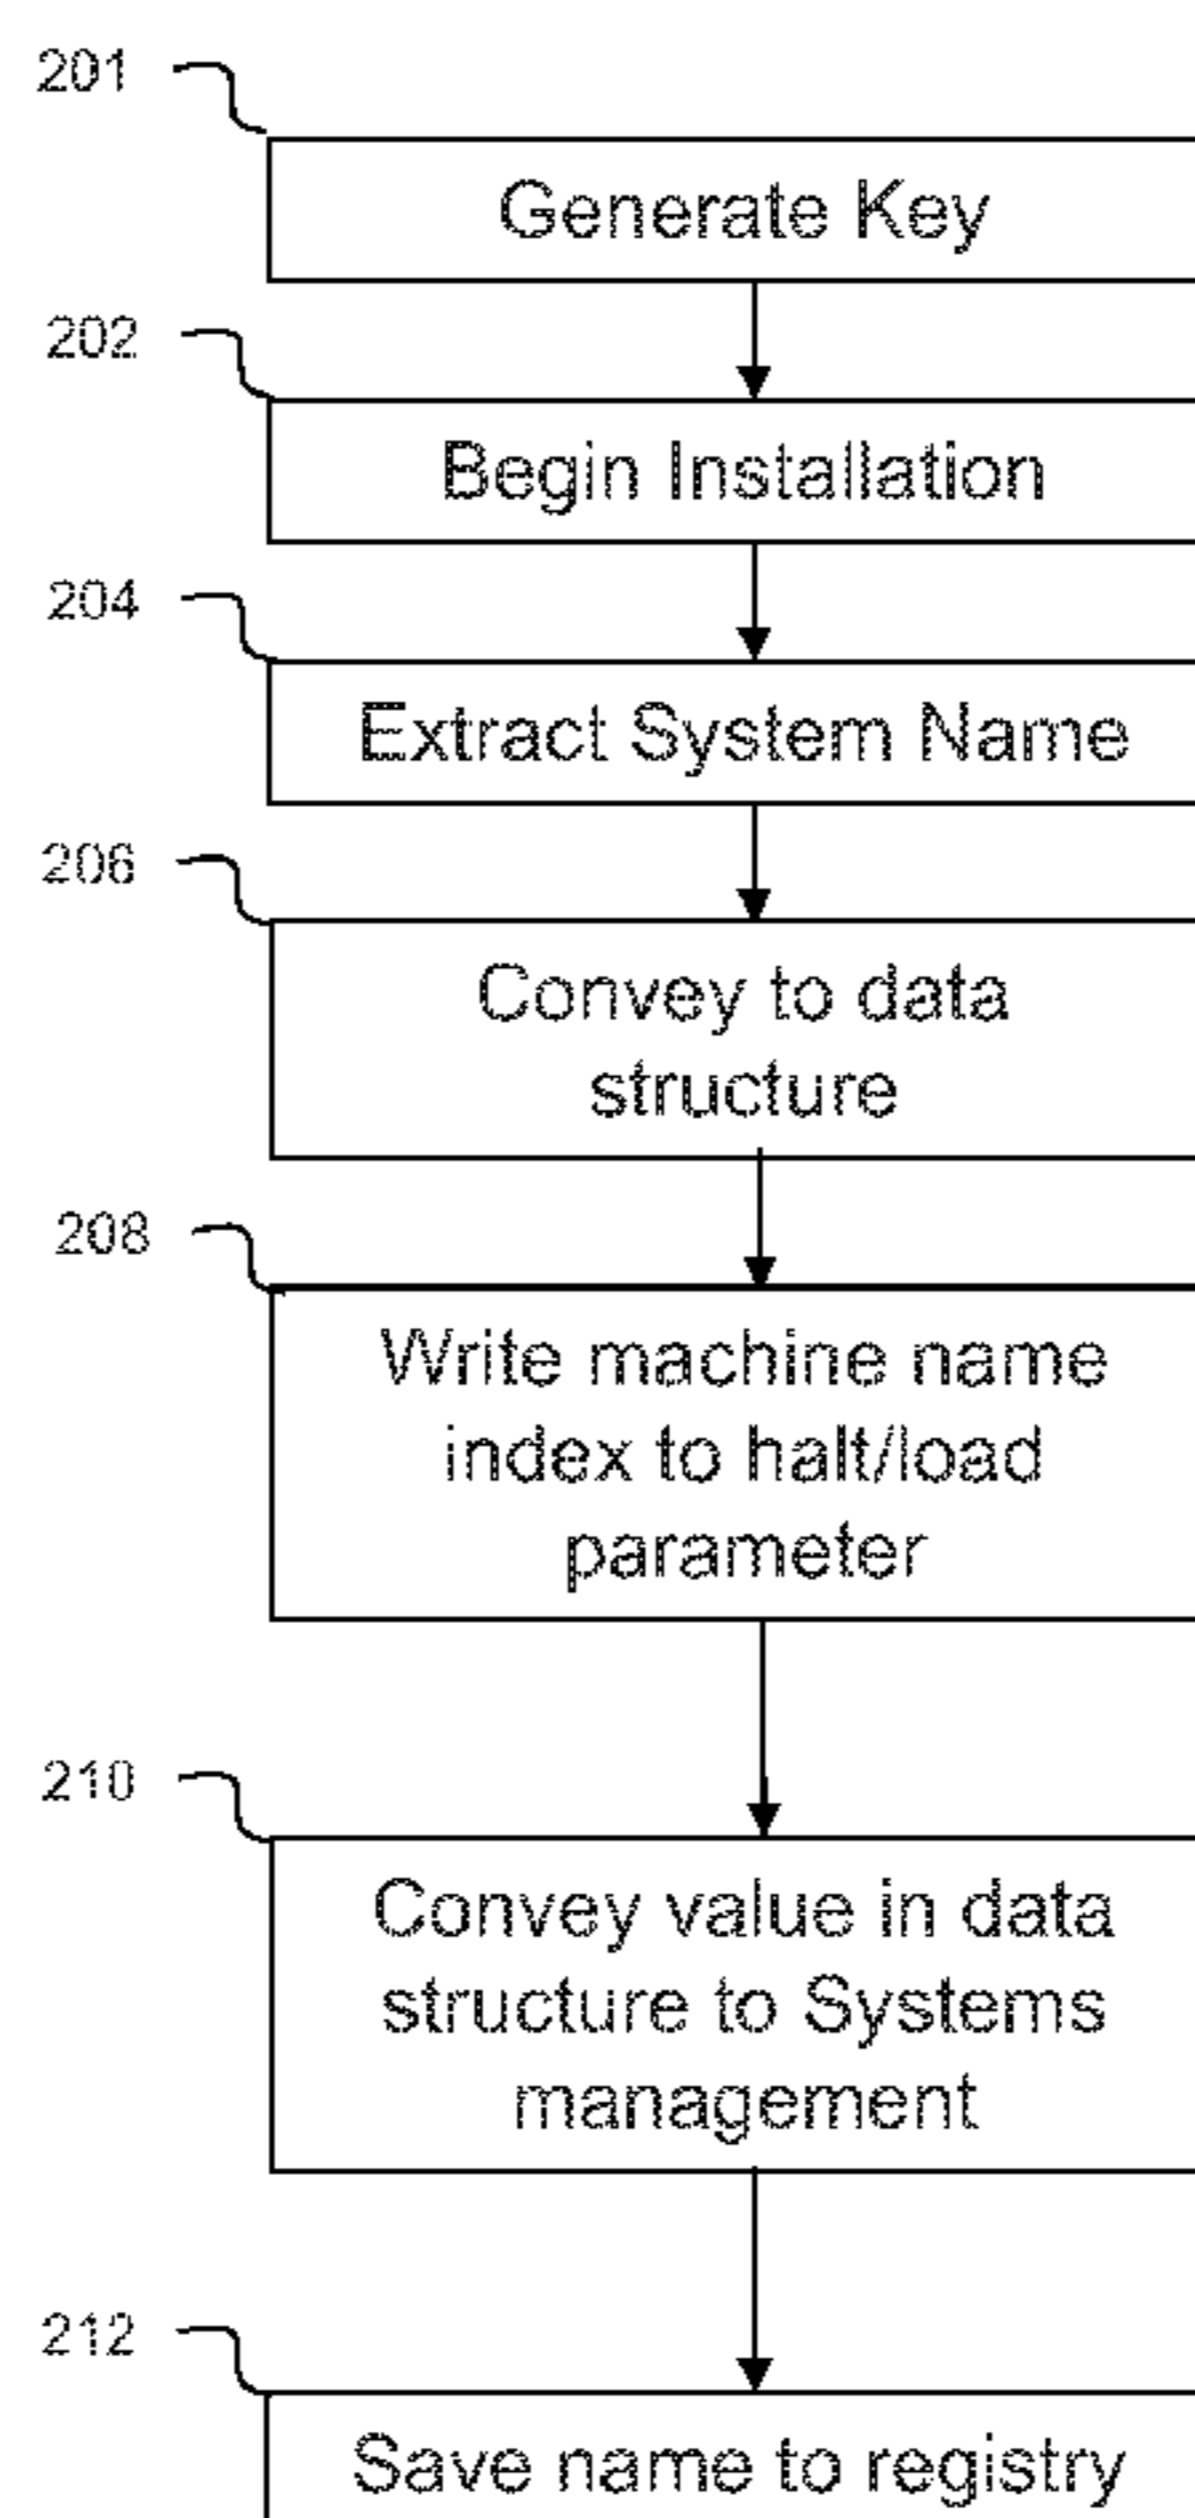 201
Generate Key
202
Begin Installation
204
Extract System Name
206
Convey to data
structure
208
Write machine name
index to halt/load
parameter
210
Convey value in data
structure to Systems
management
212
Save name to registry